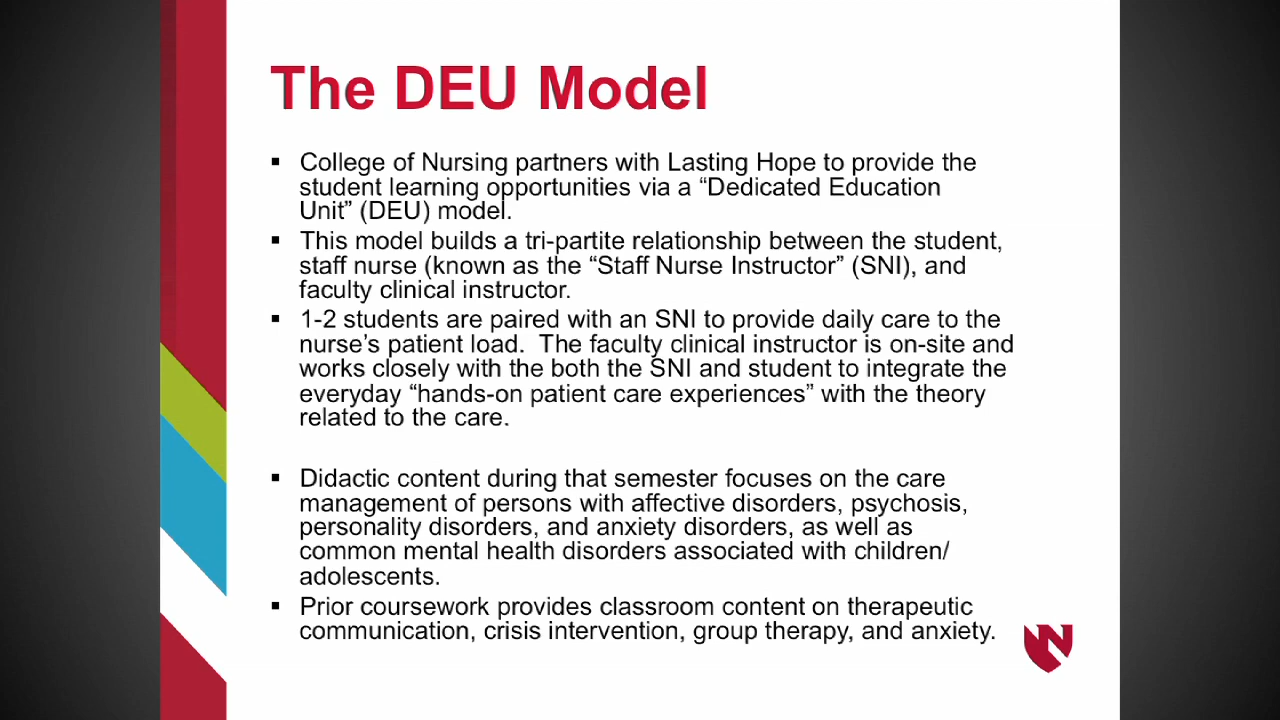 The DEU Model
▪ College of Nursing partners with Lasting Hope to provide the
student learning opportunities via a “Dedicated Education
Unit” (DEU) model.
▪ This model builds a tri-partite relationship between the student,
staff nurse (known as the “Staff Nurse Instructor” (SNI), and
faculty clinical instructor.
▪ 1-2 students are paired with an SNI to provide daily care to the
nurse’s patient load.  The faculty clinical instructor is on-site and
works closely with the both the SNI and student to integrate the
everyday “hands-on patient care experiences” with the theory
related to the care.
▪ Didactic content during that semester focuses on the care
management of persons with affective disorders, psychosis,
personality disorders, and anxiety disorders, as well as
common mental health disorders associated with children/
adolescents.
▪ Prior coursework provides classroom content on therapeutic
communication, crisis intervention, group therapy, and anxiety.